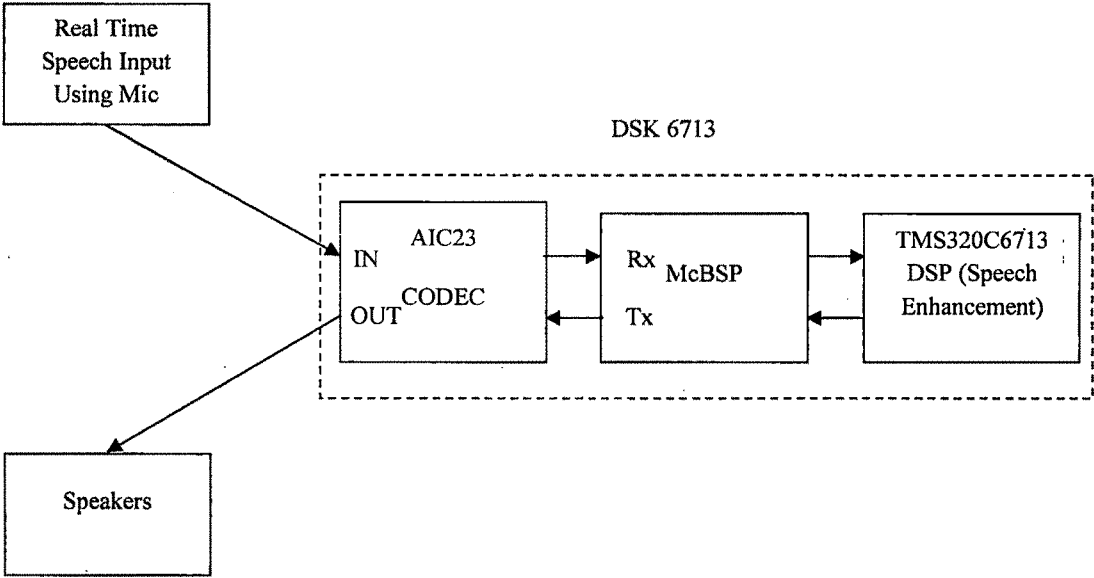 Real Time
Speech Input
Using Mic
DSK 6713
AIC23
IN
CODEC
OUT
Rx
McBSP
Tx
TMS320C6713
DSP (Speech
Enhancement)
Speakers